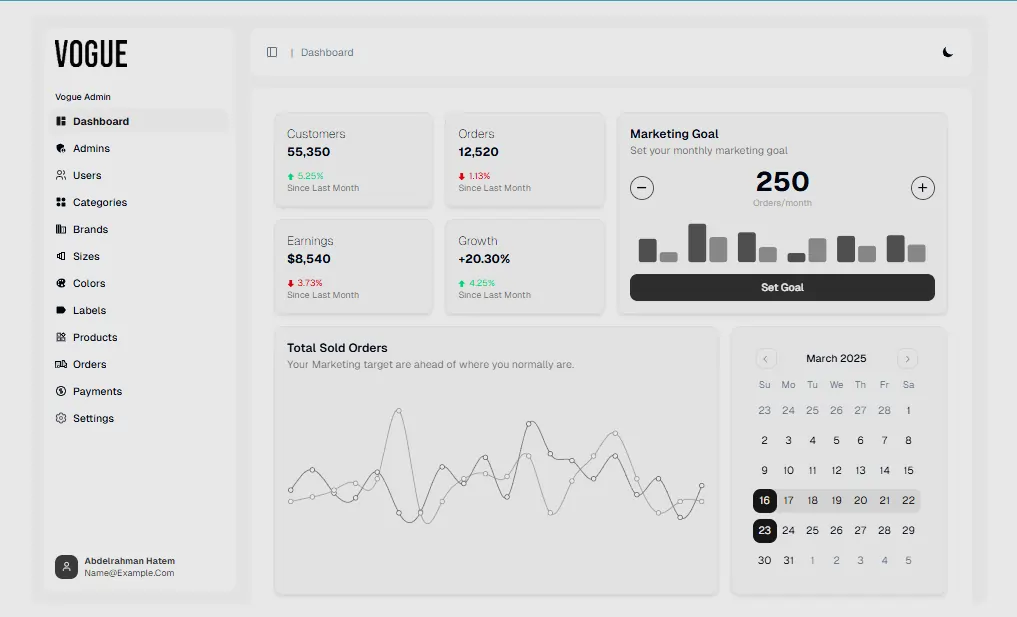 VOGUE
Vogue Admin
Dashboard
Admins
Users
Categories
Brands
Sizes
Colors
Labels
Products
Orders
Payments
Settings
Abdelrahman Hatem
Name@Example.Com
| Dashboard
Customers
55,350
5.25%
Since Last Month
Orders
12,520
1.13%
Since Last Month
Earnings
$8,540
3.73%
Since Last Month
Growth
+20.30%
4.25%
Since Last Month
Marketing Goal
Set your monthly marketing goal
250
Orders/month
Set Goal
Total Sold Orders
Your Marketing target are ahead of where you normally are.
March 2025
Su Mo Tu We Th Fr Sa
23 24 25 26 27 28 1
2 3 4 5 6 7 8
9 10 11 12 13 14 15
16 17 18 19 20 21 22
23 24 25 26 27 28 29
30 31 1 2 3 4 5